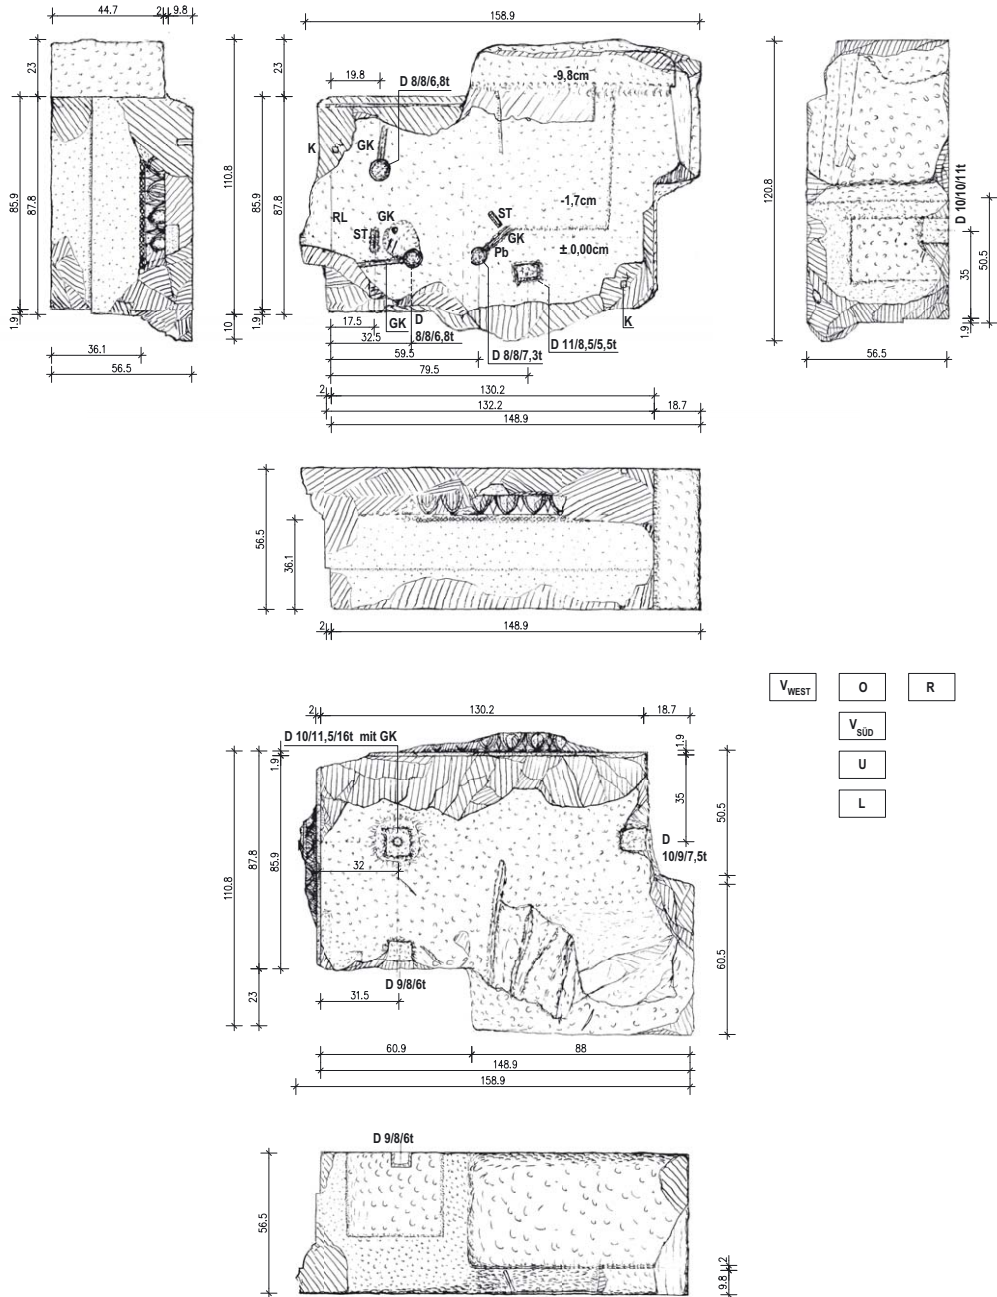 44.7 2 9.8
23
85.9
87.8
1.9
110.8
10
36.1
56.5
158.9
23
85.9
87.8
1.9
19.8
D 8/8/6,8t
-9,8cm
K
GK
-1,7cm
RL
GK
ST
ST
GK
Pb
± 0,00cm
K
17.5
GK
D
8/8/6,8t
32.5
59.5
D 8/8/7,3t
D 11/8,5/5,5t
79.5
2 130.2
132.2 18.7
148.9
120.8
D 10/10/11t
35
50.5
1.9
56.5
56.5
36.1
2 148.9
V WEST O R
V SÜD
U
L
2 130.2 18.7
D 10/11,5/16t mit GK
1.9
1.9
35
50.5
D
10/9/7,5t
110.8
87.8
85.9
32
23
60.5
D 9/8/6t
31.5
60.9 88
148.9
158.9
D 9/8/6t
56.5
2
9.8